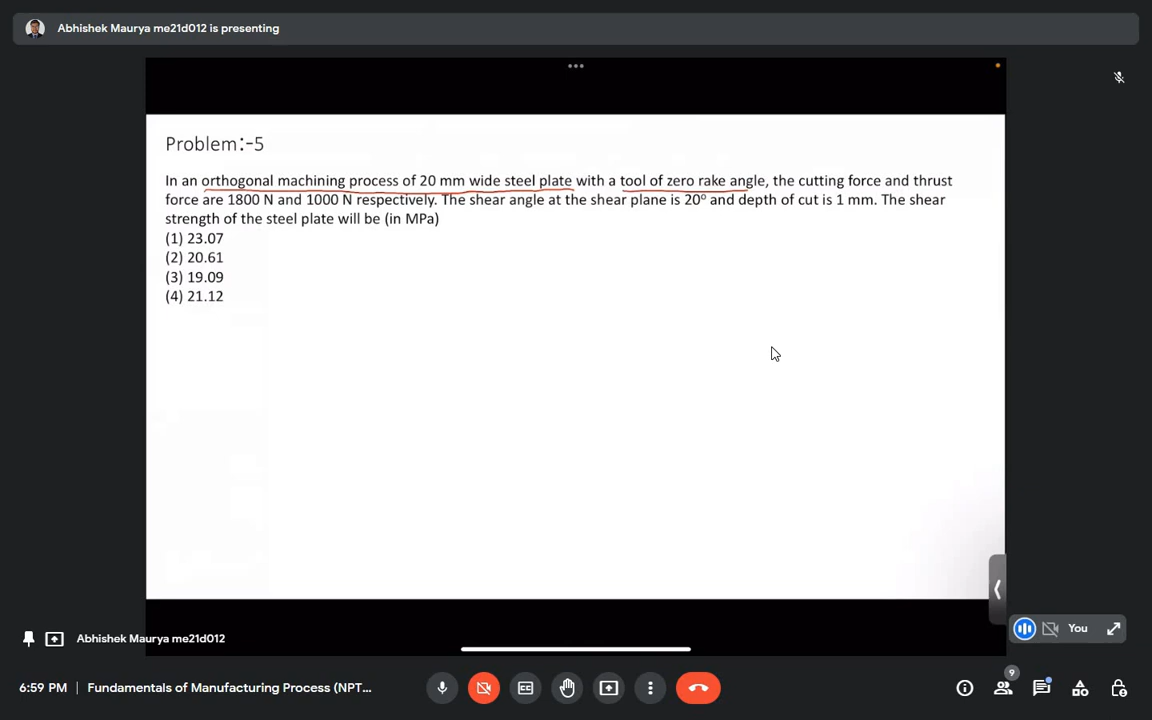 Abhishek Maurya me21d012 is presenting
Problem:-5
In an orthogonal machining process of 20 mm wide steel plate with a tool of zero rake angle, the cutting force and thrust
force are 1800 N and 1000 N respectively. The shear angle at the shear plane is 20° and depth of cut is 1 mm. The shear
strength of the steel plate will be (in MPa)
(1) 23.07
(2) 20.61
(3) 19.09
(4) 21.12
Abhishek Maurya me21d012
You
6:59 PM | Fundamentals of Manufacturing Process (NPT...
9